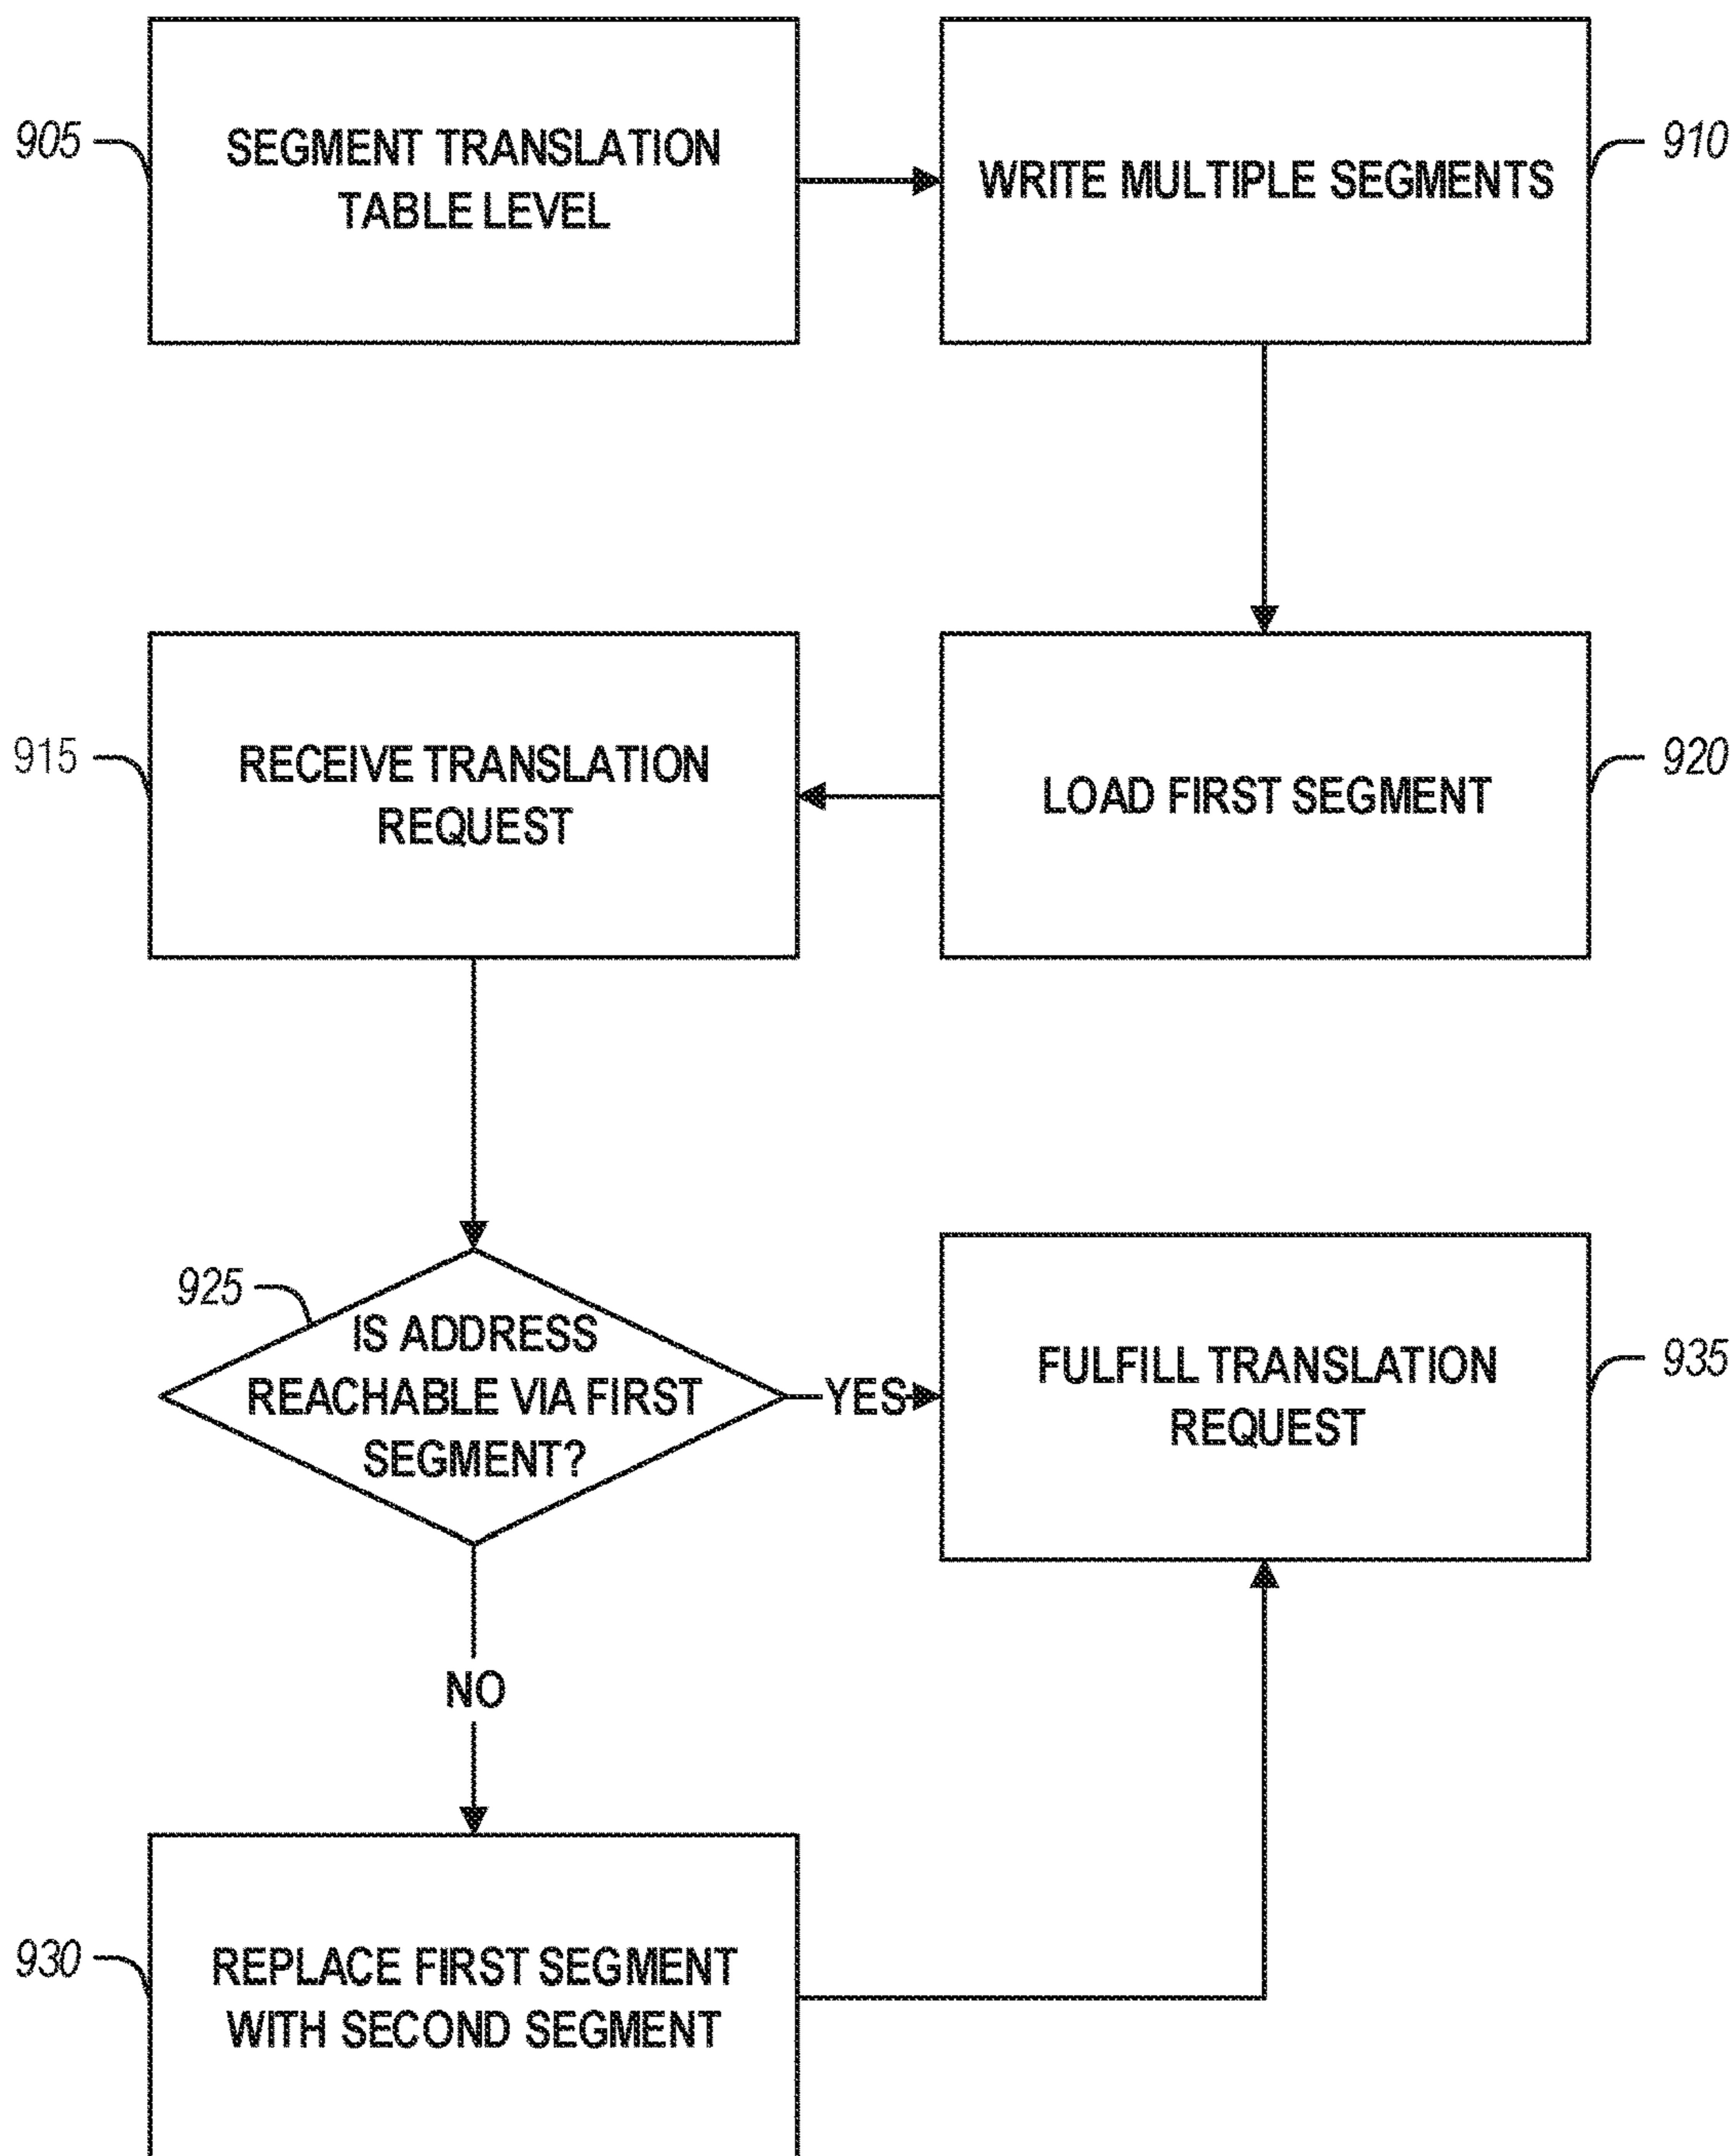 905
SEGMENT TRANSLATION
TABLE LEVEL
WRITE MULTIPLE SEGMENTS
910
915
RECEIVE TRANSLATION
REQUEST
LOAD FIRST SEGMENT
920
925
IS ADDRESS
REACHABLE VIA FIRST
SEGMENT?
YES
FULFILL TRANSLATION
REQUEST
935
NO
930
REPLACE FIRST SEGMENT
WITH SECOND SEGMENT